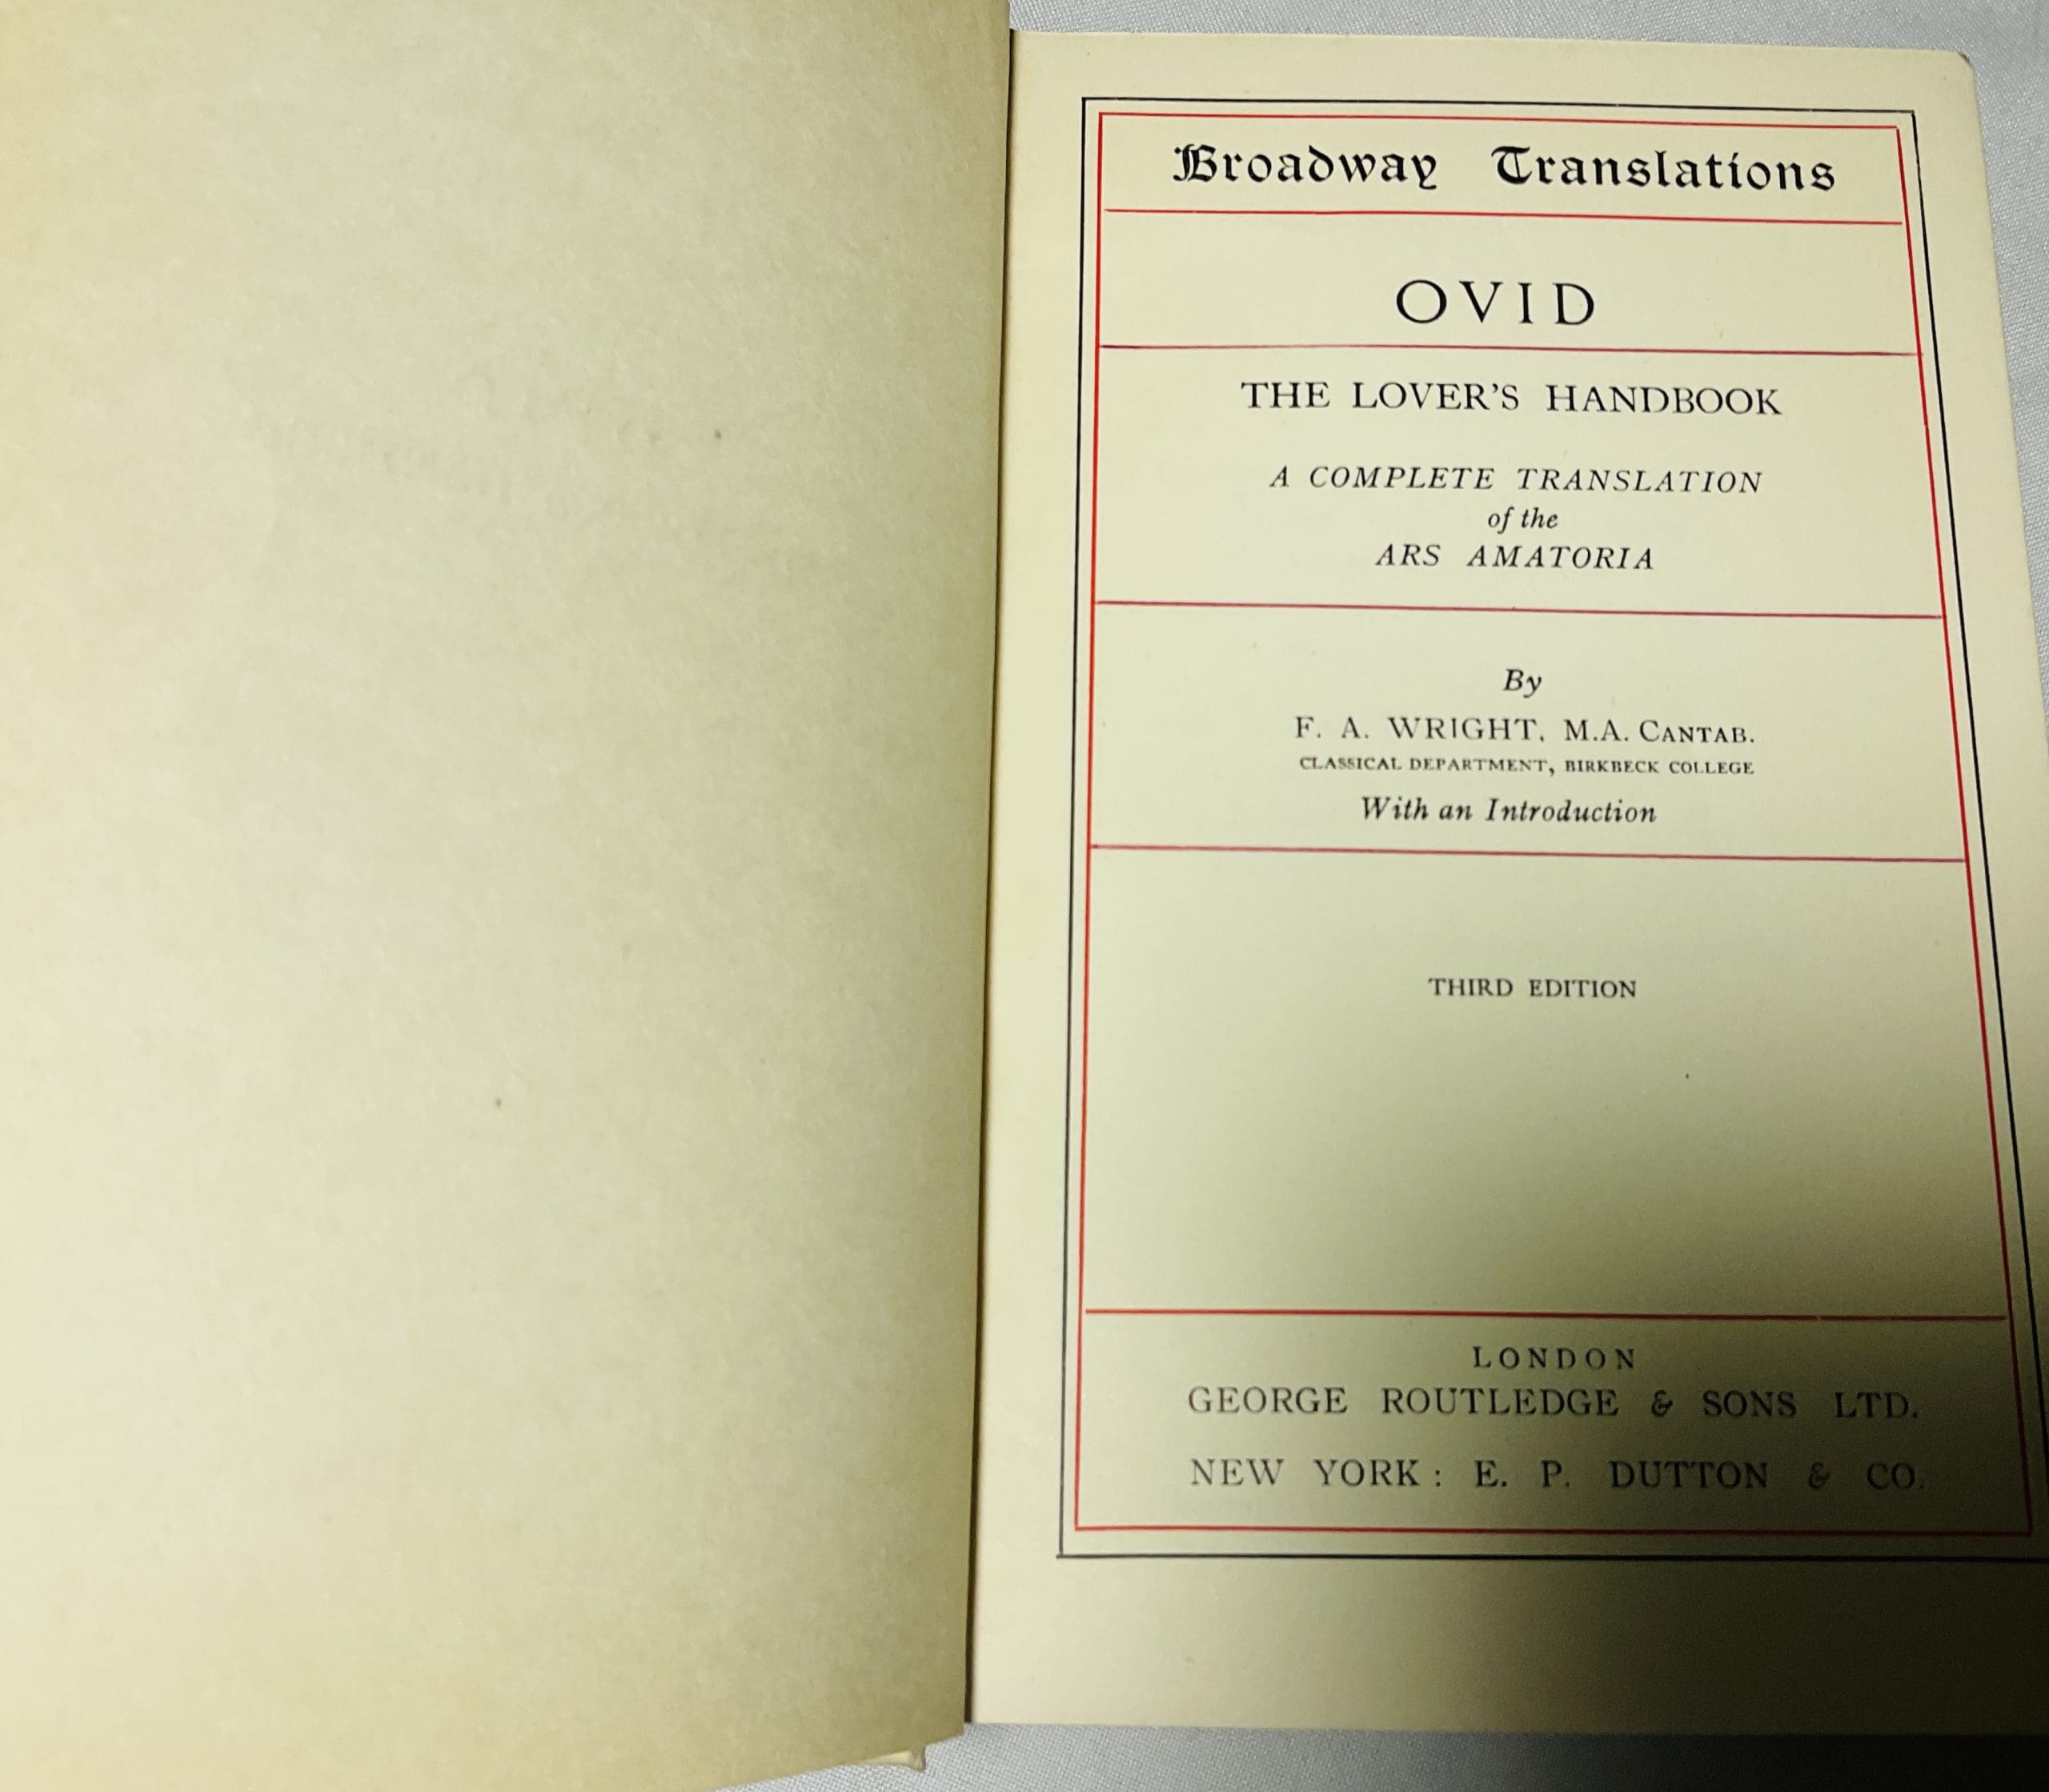 Broadway Translations
OVID
THE LOVER'S HANDBOOK
A COMPLETE TRANSLATION
of the
ARS AMATORIA
By
F. A. WRIGHT, M.A. CANTAB.
CLASSICAL DEPARTMENT, BIRKBECK COLLEGE
With an Introduction
THIRD EDITION
LONDON
GEORGE ROUTLEDGE & SONS LTD.
NEW YORK: E. P. DUTTON & CO.